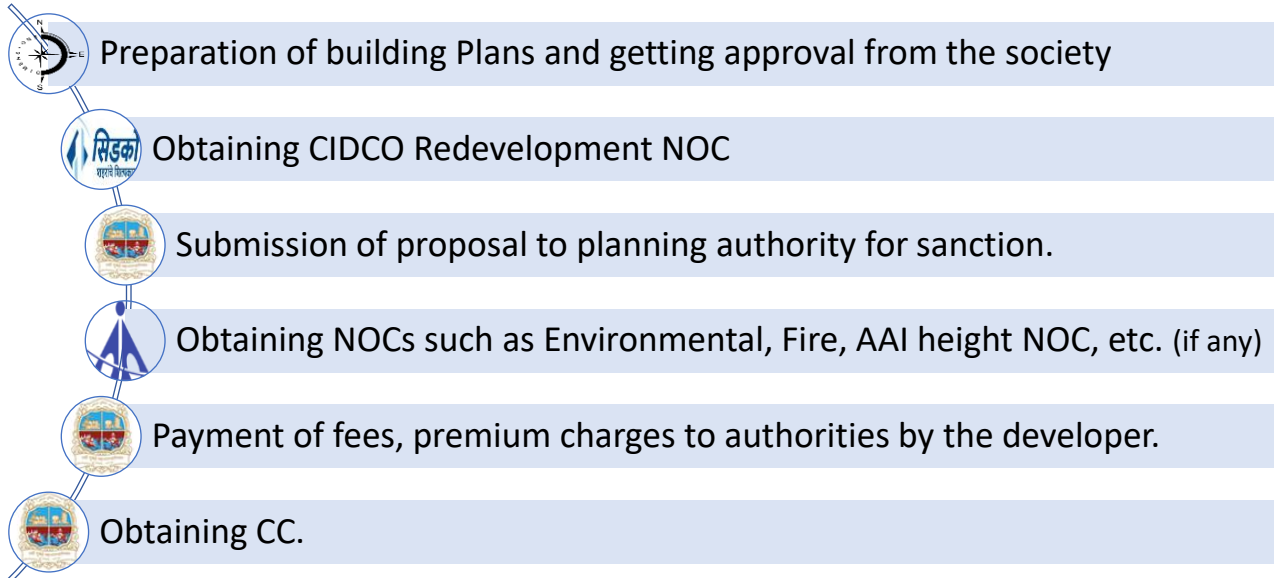 N
E
S
Preparation of building Plans and getting approval from the society
सिडको
शहरांचे शिल्पकार
Obtaining CIDCO Redevelopment NOC
Submission of proposal to planning authority for sanction.
Obtaining NOCs such as Environmental, Fire, AAI height NOC, etc. (if any)
Payment of fees, premium charges to authorities by the developer.
Obtaining CC.